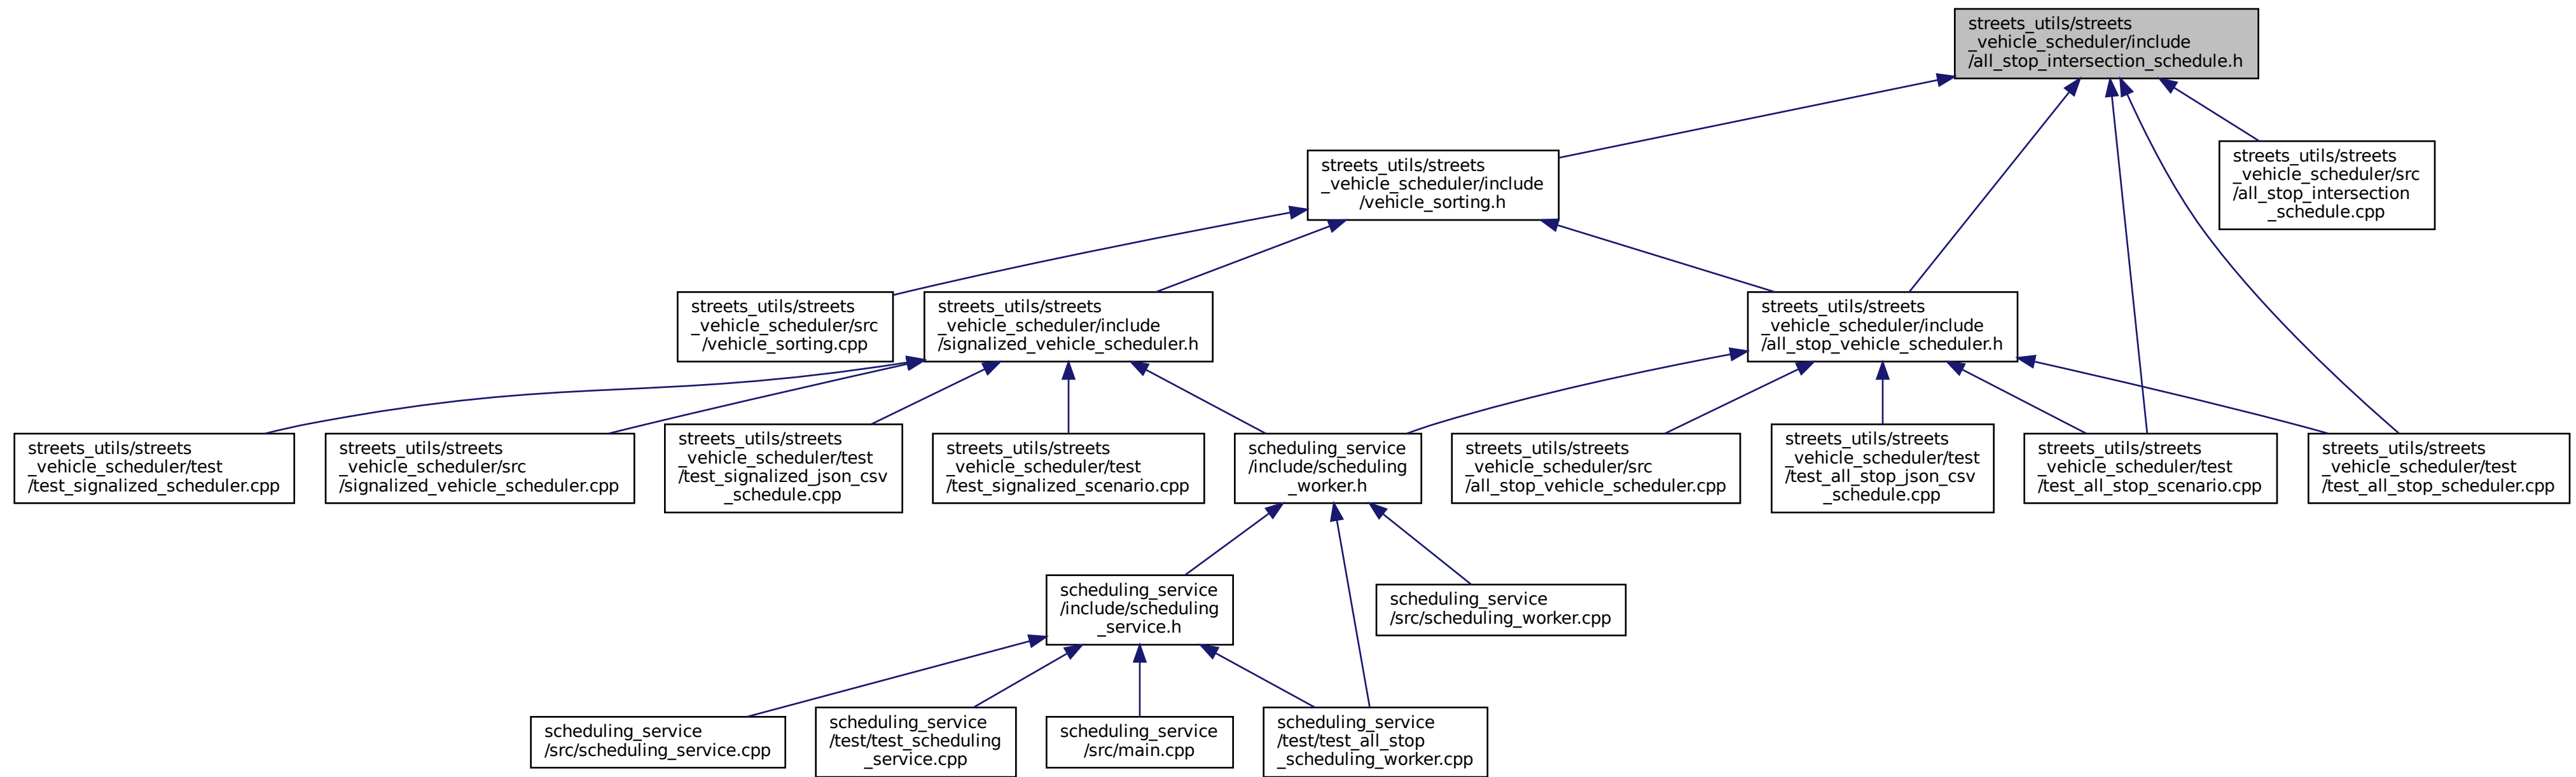 streets_utils/streets
_vehicle_scheduler/include
/all_stop_intersection_schedule.h
streets_utils/streets
_vehicle_scheduler/include
/vehicle_sorting.h
streets_utils/streets
_vehicle_scheduler/src
/all_stop_intersection
_schedule.cpp
streets_utils/streets
_vehicle_scheduler/src
/vehicle_sorting.cpp
streets_utils/streets
_vehicle_scheduler/include
/signalized_vehicle_scheduler.h
streets_utils/streets
_vehicle_scheduler/include
/all_stop_vehicle_scheduler.h
streets_utils/streets
_vehicle_scheduler/test
/test_signalized_scheduler.cpp
streets_utils/streets
_vehicle_scheduler/src
/signalized_vehicle_scheduler.cpp
streets_utils/streets
_vehicle_scheduler/test
/test_signalized_json_csv
_schedule.cpp
streets_utils/streets
_vehicle_scheduler/test
/test_signalized_scenario.cpp
scheduling_service
/include/scheduling
_worker.h
streets_utils/streets
_vehicle_scheduler/src
/all_stop_vehicle_scheduler.cpp
streets_utils/streets
_vehicle_scheduler/test
/test_all_stop_json_csv
_schedule.cpp
streets_utils/streets
_vehicle_scheduler/test
/test_all_stop_scenario.cpp
streets_utils/streets
_vehicle_scheduler/test
/test_all_stop_scheduler.cpp
scheduling_service
/include/scheduling
_service.h
scheduling_service
/src/scheduling_worker.cpp
scheduling_service
/src/scheduling_service.cpp
scheduling_service
/test/test_scheduling
_service.cpp
scheduling_service
/src/main.cpp
scheduling_service
/test/test_all_stop
_scheduling_worker.cpp